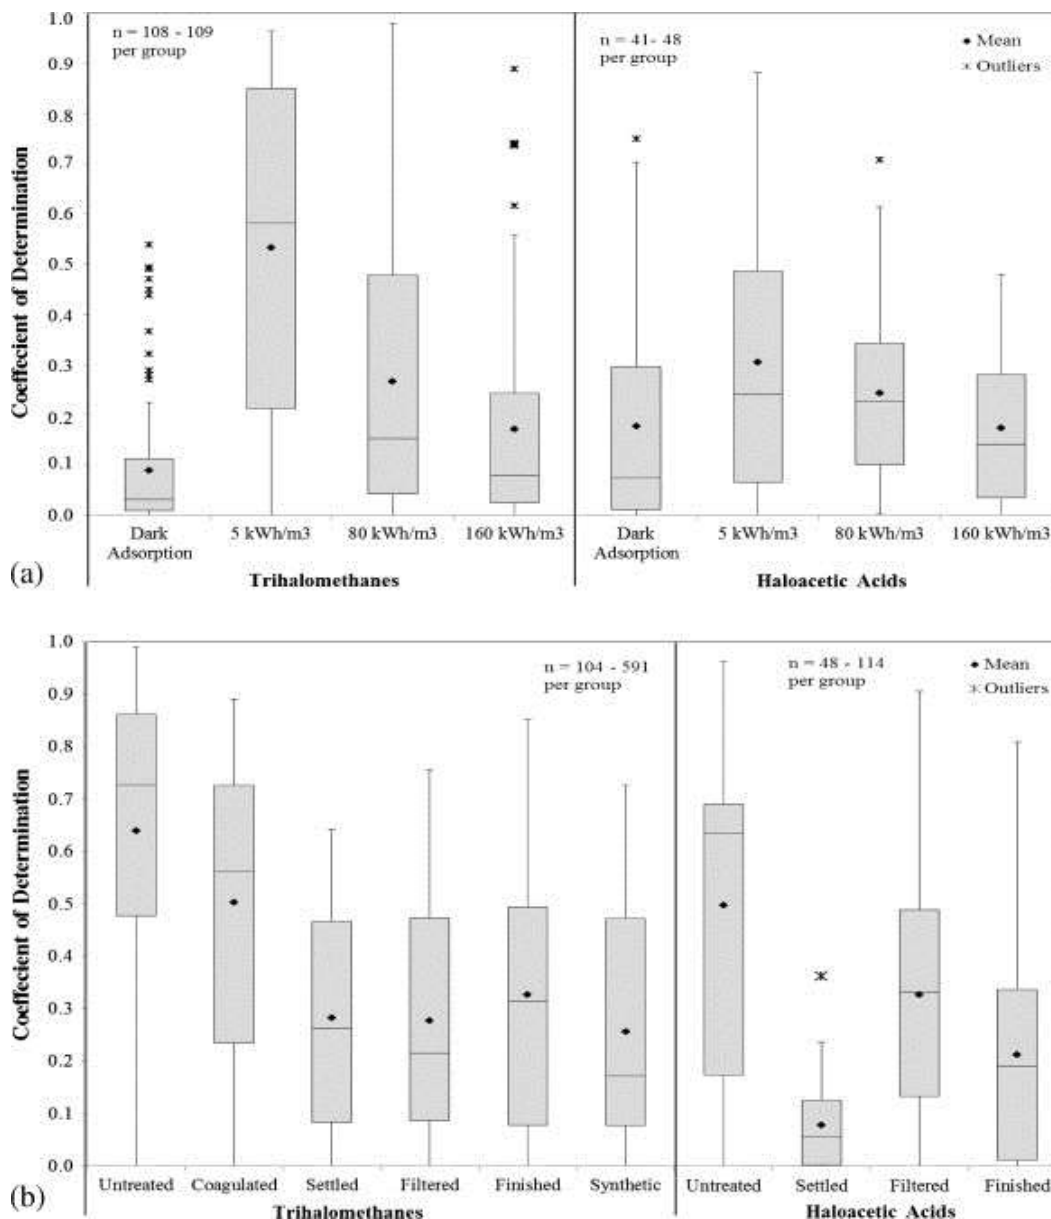 1.0
n = 108 - 109
per group
n = 41- 48
per group
Mean
Outliers
0.9
0.8
0.7
0.6
0.5
0.4
0.3
0.2
0.1
0.0
Coeffecient of Determination
Dark
Adsorption
5 kWh/m3
80 kWh/m3
160 kWh/m3
Dark
Adsorption
5 kWh/m3
80 kWh/m3
160 kWh/m3
(a)
Trihalomethanes
Haloacetic Acids
1.0
n = 104 - 591
per group
n = 48 - 114
per group
Mean
Outliers
0.9
0.8
0.7
0.6
0.5
0.4
0.3
0.2
0.1
0.0
Coeffecient of Determination
Untreated
Coagulated
Settled
Filtered
Finished
Synthetic
Untreated
Settled
Filtered
Finished
(b)
Trihalomethanes
Haloacetic Acids